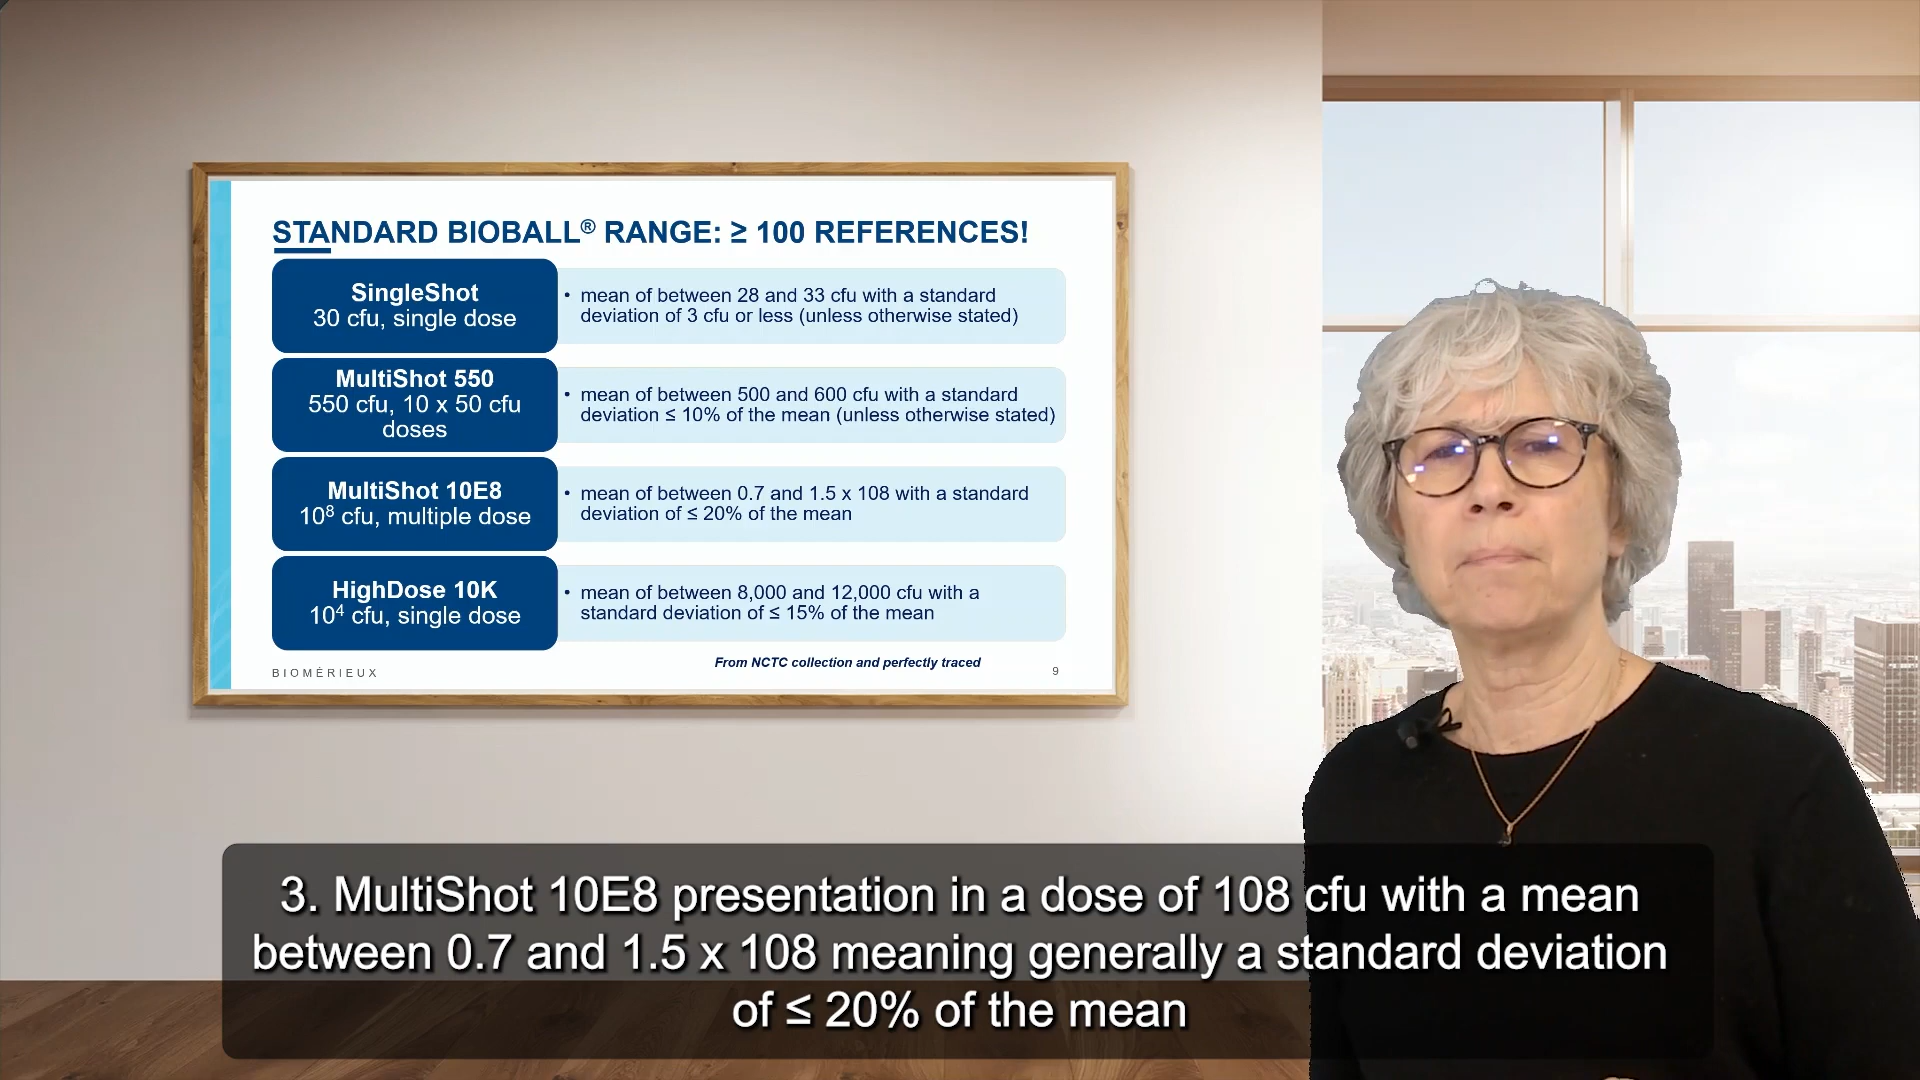 STANDARD BIOBALL® RANGE: ≥ 100 REFERENCES!
SingleShot
30 cfu, single dose
• mean of between 28 and 33 cfu with a standard
deviation of 3 cfu or less (unless otherwise stated)
MultiShot 550
550 cfu, 10 x 50 cfu
doses
• mean of between 500 and 600 cfu with a standard
deviation ≤ 10% of the mean (unless otherwise stated)
MultiShot 10E8
10⁸ cfu, multiple dose
• mean of between 0.7 and 1.5 x 108 with a standard
deviation of ≤ 20% of the mean
HighDose 10K
10⁴ cfu, single dose
• mean of between 8,000 and 12,000 cfu with a
standard deviation of ≤ 15% of the mean
From NCTC collection and perfectly traced
BIOMÉRIEUX
9
3. MultiShot 10E8 presentation in a dose of 108 cfu with a mean
between 0.7 and 1.5 x 108 meaning generally a standard deviation
of ≤ 20% of the mean